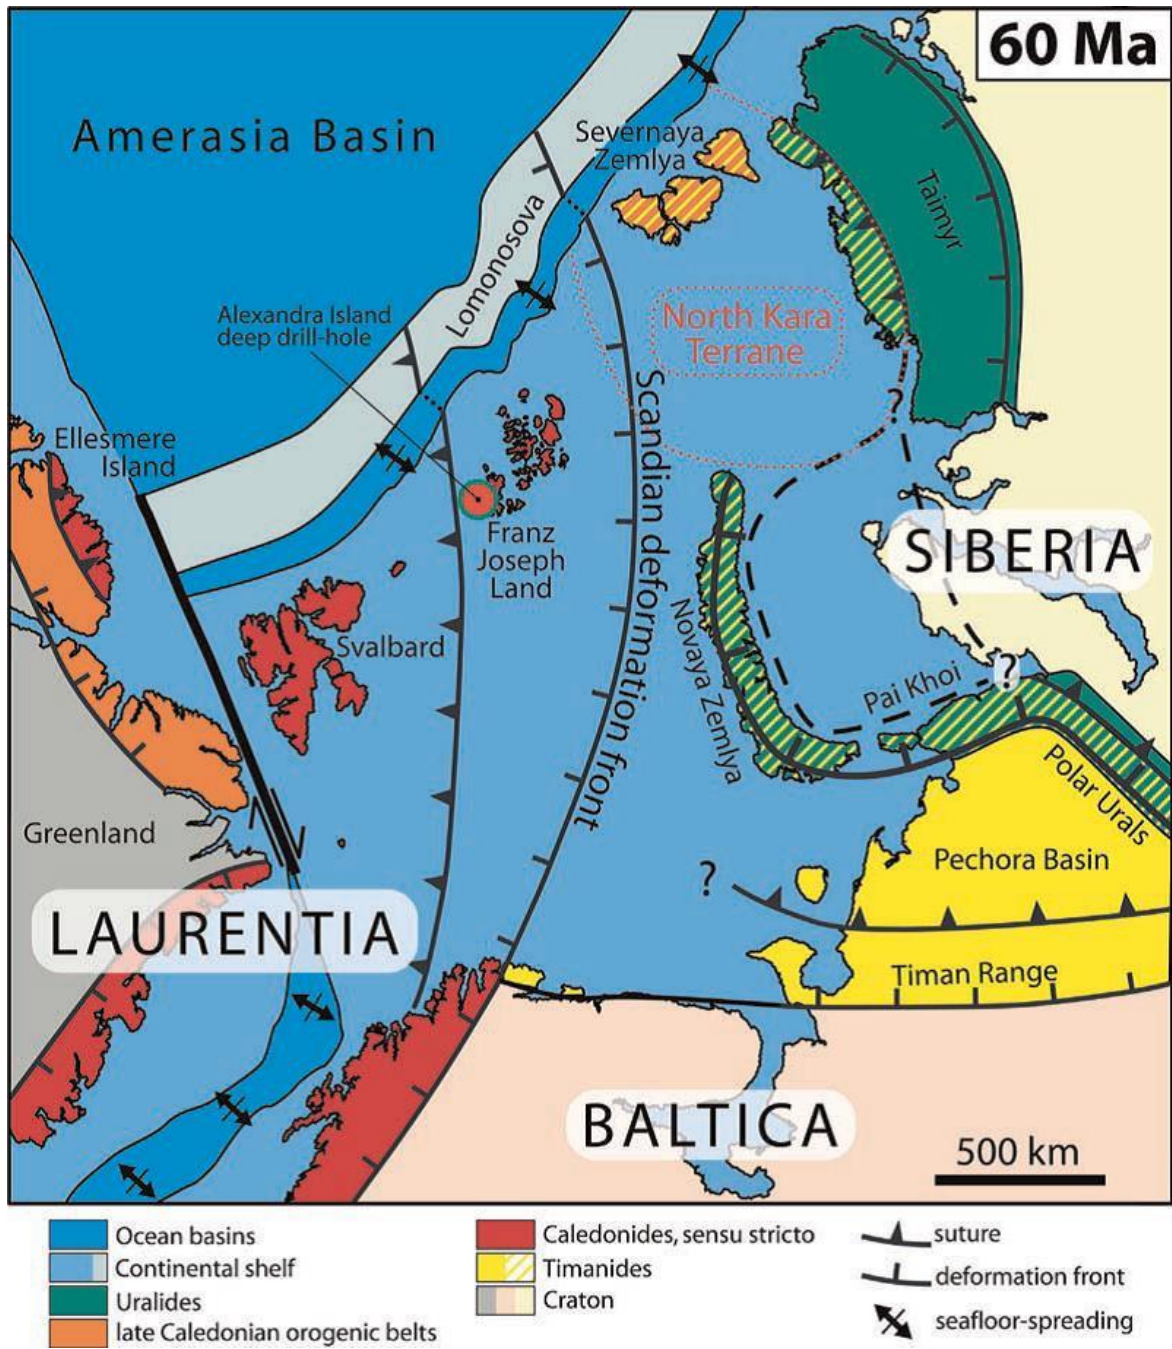 60 Ma
Amerasia Basin
Severnaya
Zemlya
Taimyr
Lomonosova
Alexandra Island
deep drill-hole
North Kara
Terrane
Scandian deformation front
?
Ellesmere
Island
Franz
Joseph
Land
SIBERIA
Svalbard
Novaya Zemlya
Pai Khoi
?
Polar Urals
Greenland
Pechora Basin
?
LAURENTIA
Timan Range
BALTICA
500 km
Ocean basins
Continental shelf
Uralides
late Caledonian orogenic belts
Caledonides, sensu stricto
Timanides
Craton
suture
deformation front
seafloor-spreading